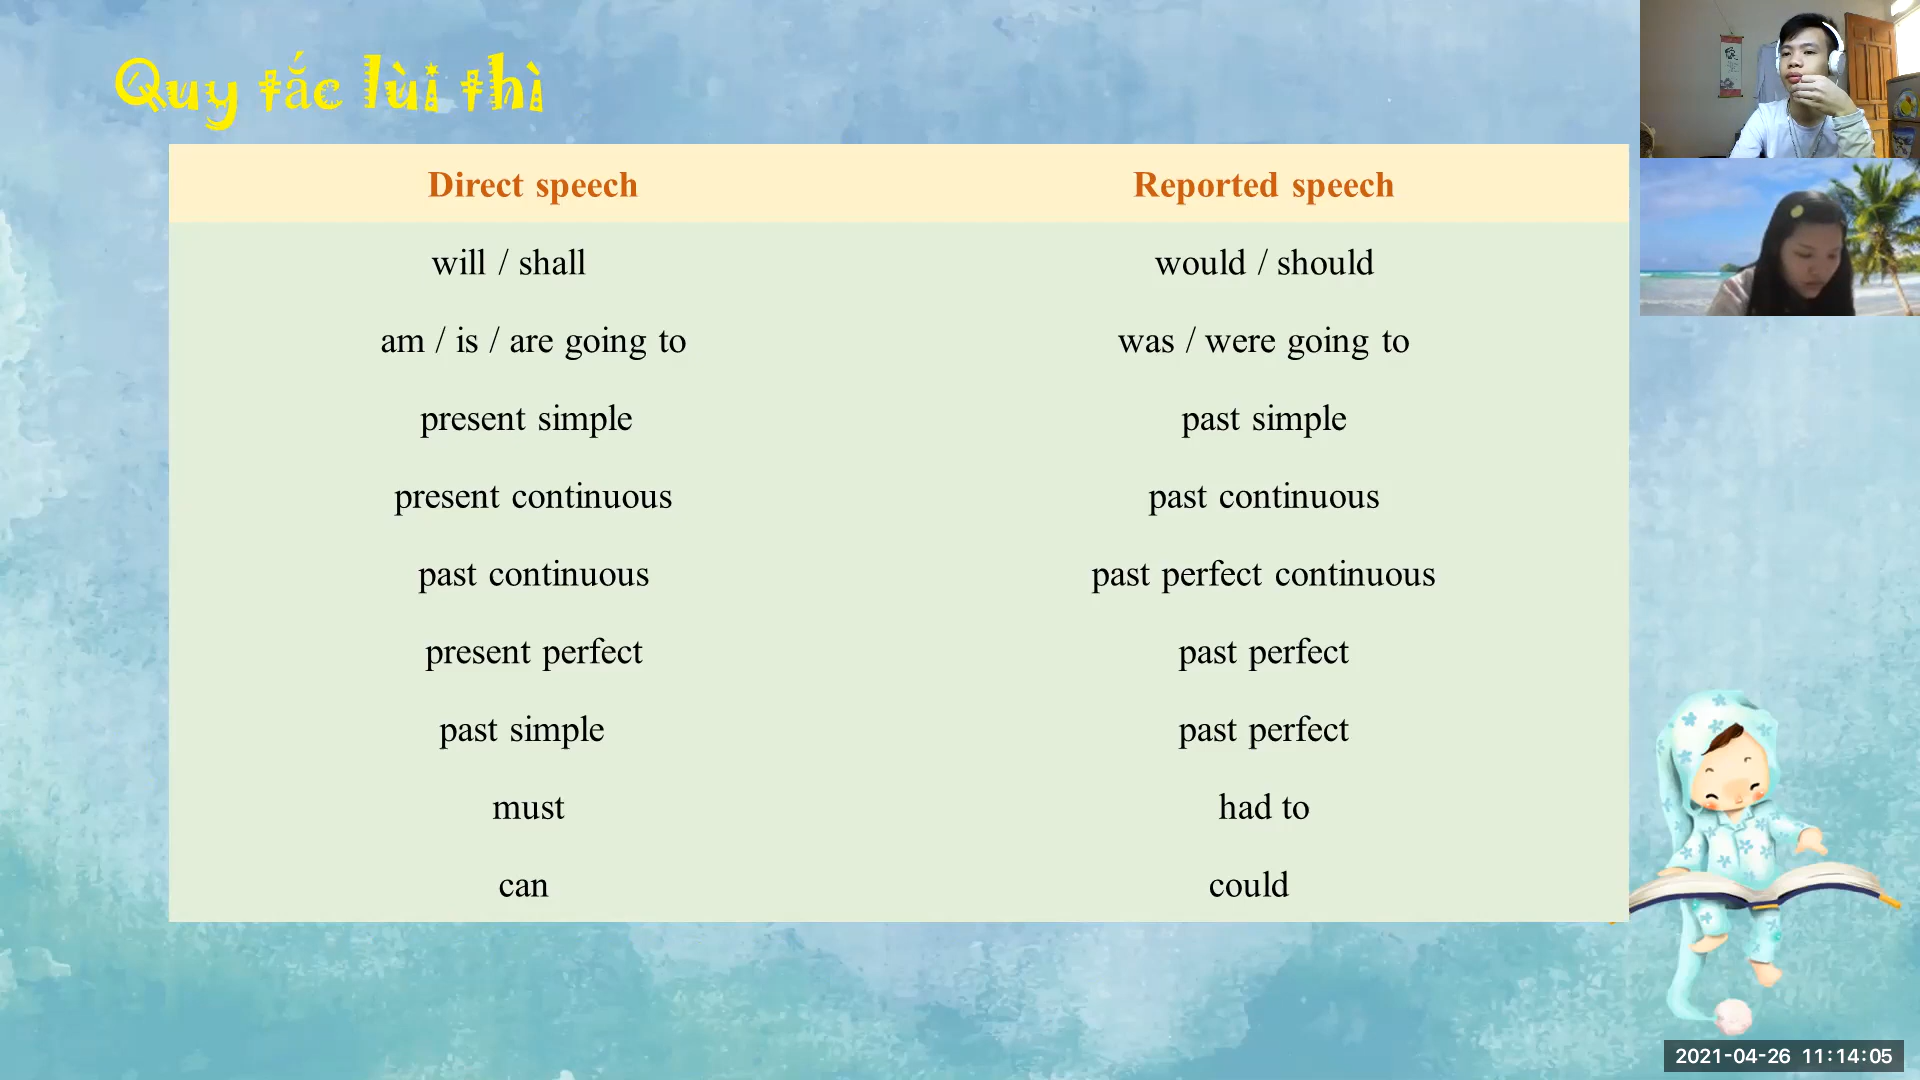 Quy tắc lùi thì
Direct speech Reported speech
will / shall would / should
am / is / are going to was / were going to
present simple past simple
present continuous past continuous
past continuous past perfect continuous
present perfect past perfect
past simple past perfect
must had to
can could
2021-04-26 11:14:05